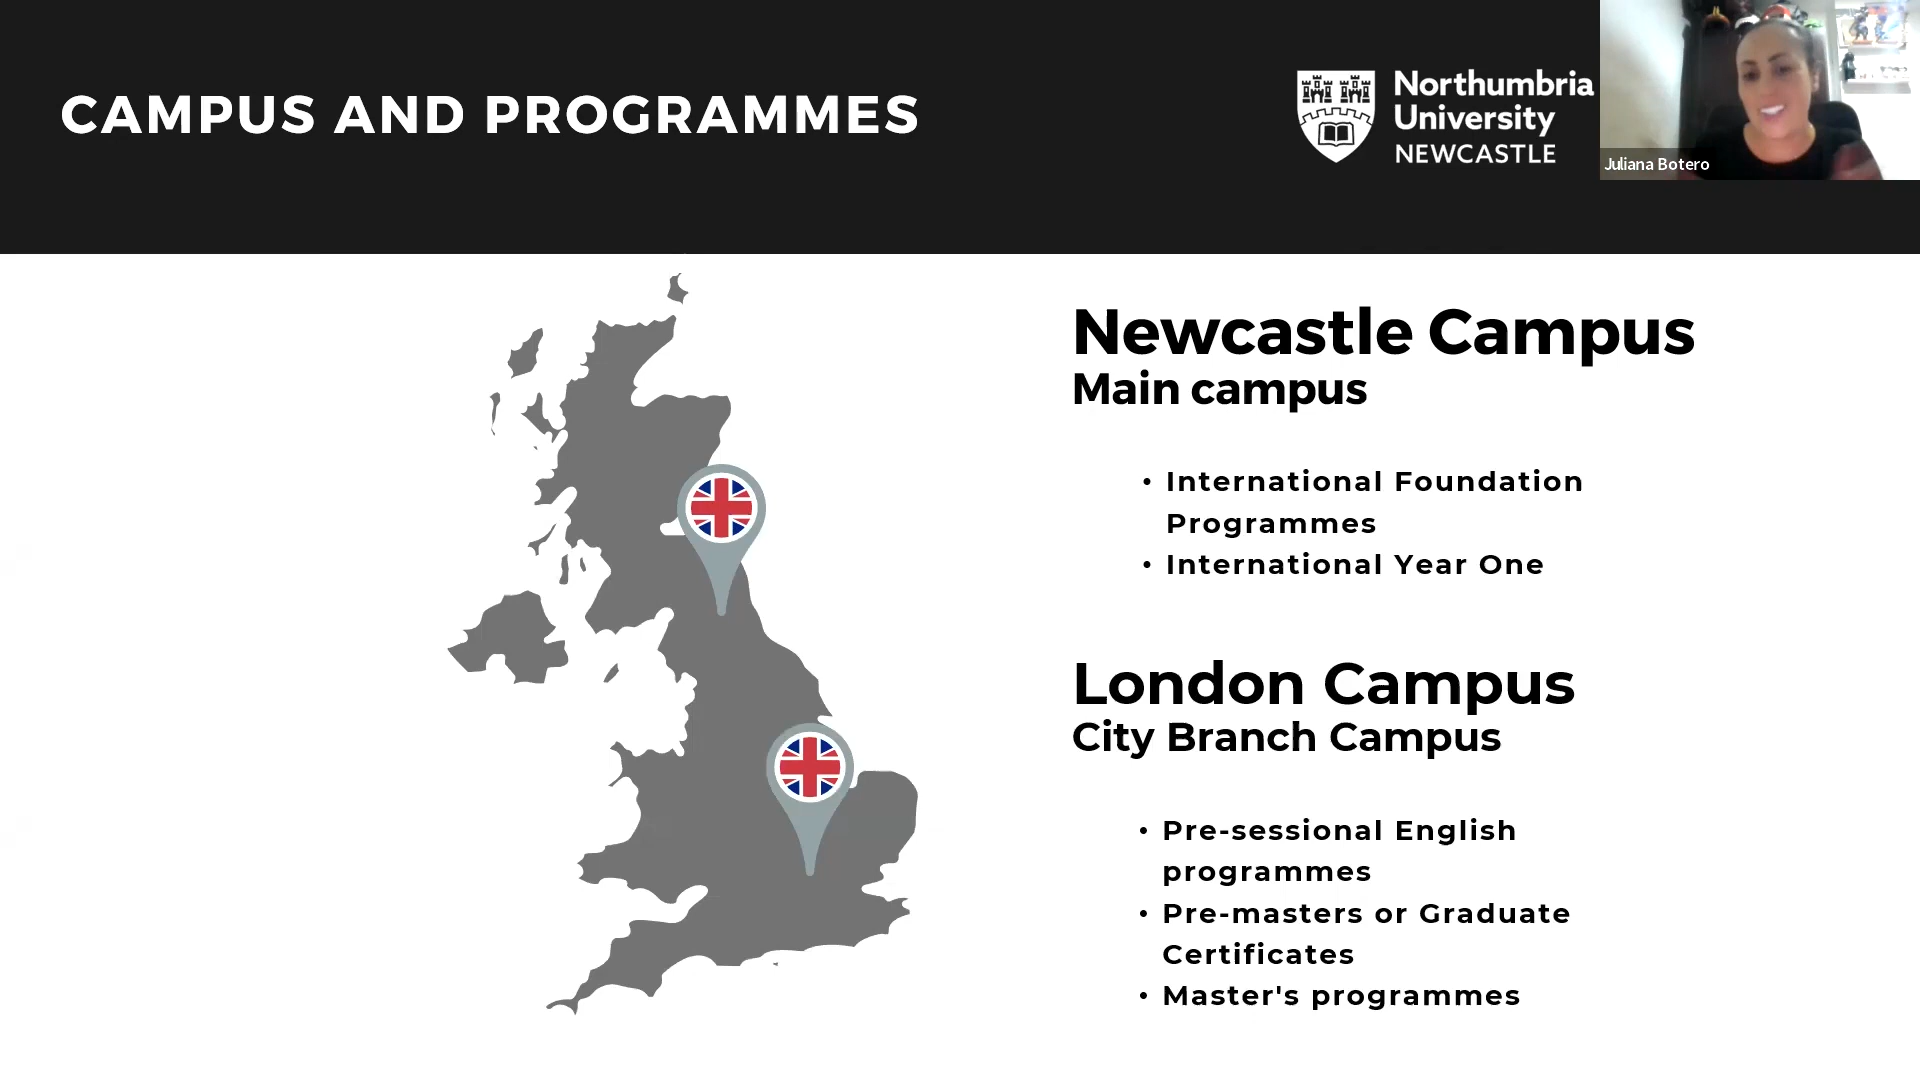 CAMPUS AND PROGRAMMES
Northumbria
University
NEWCASTLE
Juliana Botero
Newcastle Campus
Main campus
• International Foundation
Programmes
• International Year One
London Campus
City Branch Campus
• Pre-sessional English
programmes
• Pre-masters or Graduate
Certificates
• Master's programmes